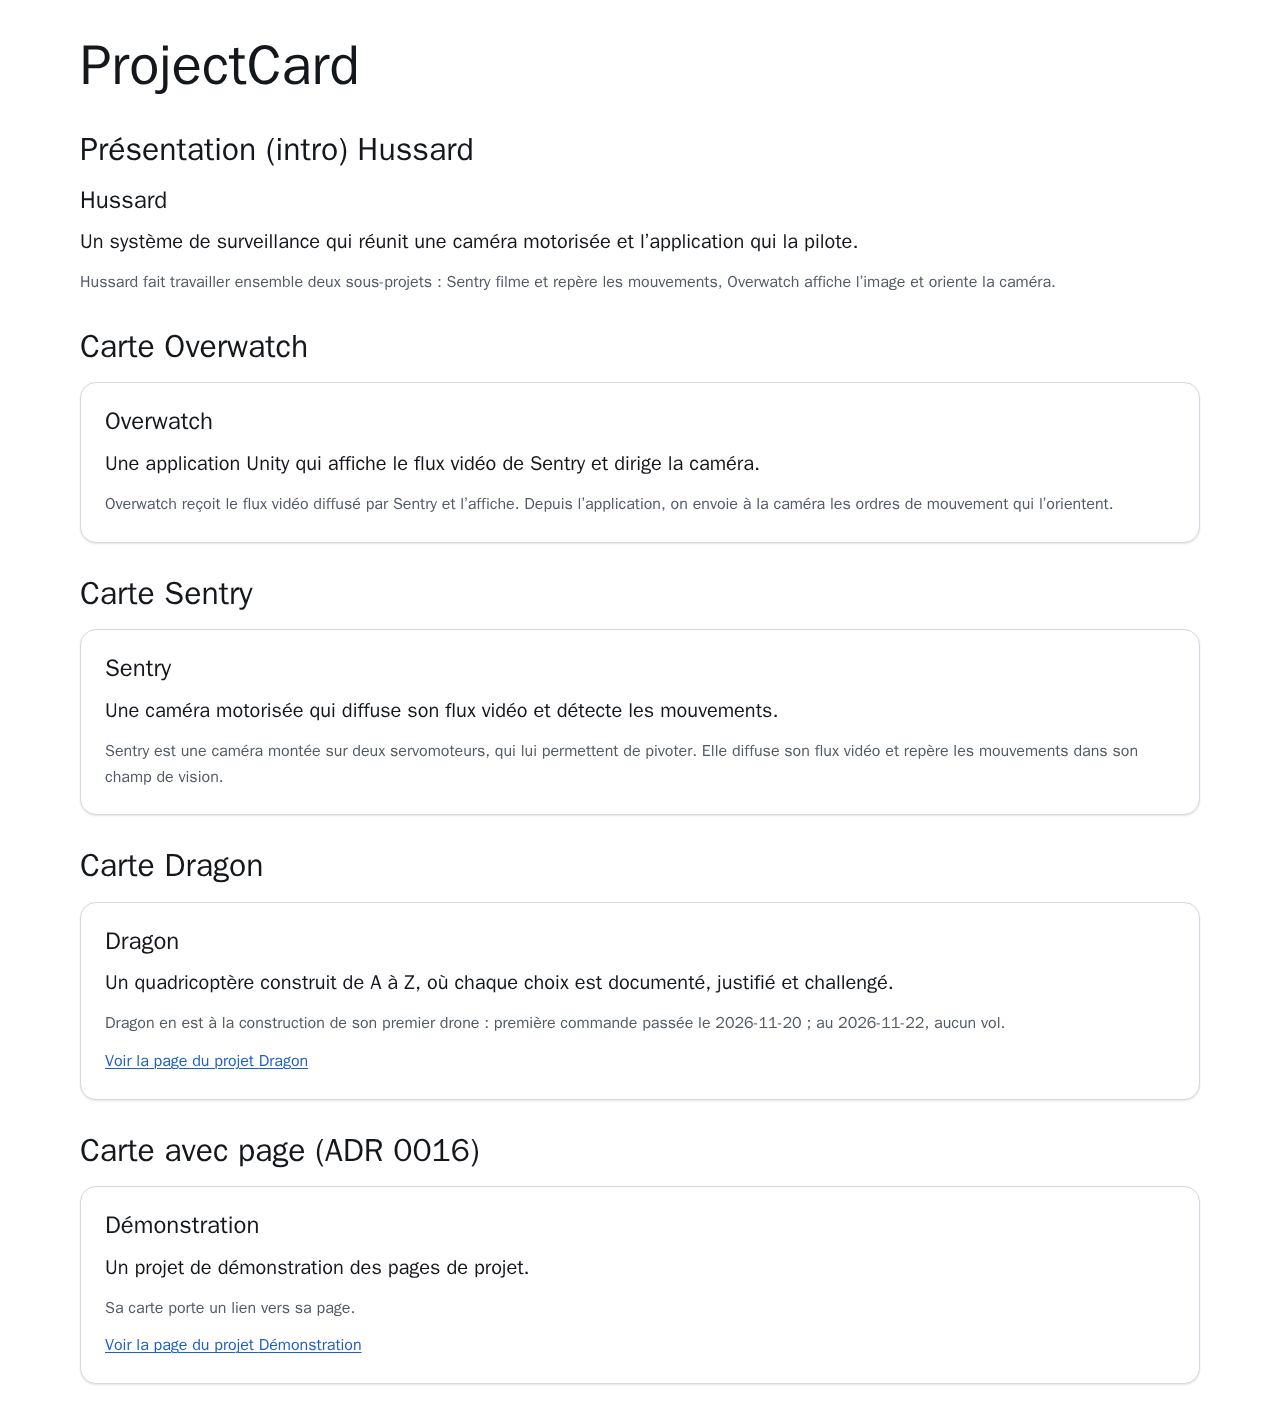 ProjectCard
Présentation (intro) Hussard
Hussard
Un système de surveillance qui réunit une caméra motorisée et l’application qui la pilote.
Hussard fait travailler ensemble deux sous-projets : Sentry filme et repère les mouvements, Overwatch affiche l’image et oriente la caméra.
Carte Overwatch
Overwatch
Une application Unity qui affiche le flux vidéo de Sentry et dirige la caméra.
Overwatch reçoit le flux vidéo diffusé par Sentry et l’affiche. Depuis l’application, on envoie à la caméra les ordres de mouvement qui l’orientent.
Carte Sentry
Sentry
Une caméra motorisée qui diffuse son flux vidéo et détecte les mouvements.
Sentry est une caméra montée sur deux servomoteurs, qui lui permettent de pivoter. Elle diffuse son flux vidéo et repère les mouvements dans son
champ de vision.
Carte Dragon
Dragon
Un quadricoptère construit de A à Z, où chaque choix est documenté, justifié et challengé.
Dragon en est à la construction de son premier drone : première commande passée le 2026-11-20 ; au 2026-11-22, aucun vol.
Voir la page du projet Dragon
Carte avec page (ADR 0016)
Démonstration
Un projet de démonstration des pages de projet.
Sa carte porte un lien vers sa page.
Voir la page du projet Démonstration